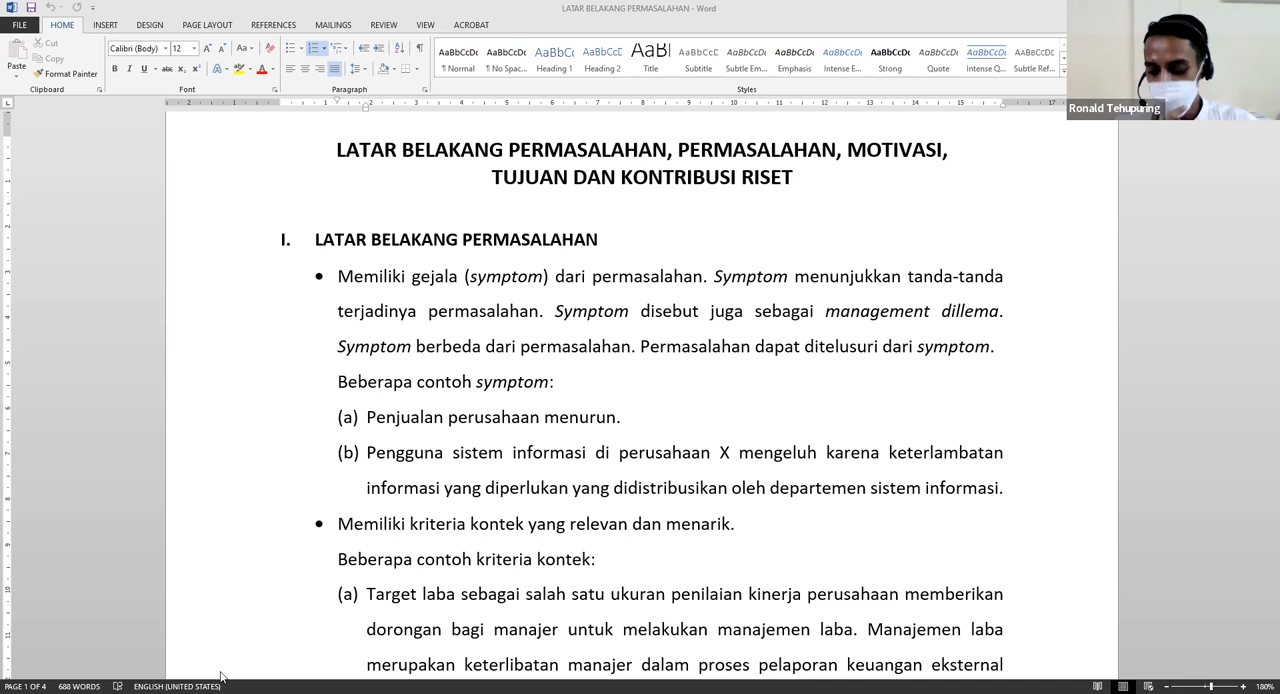 LATAR BELAKANG PERMASALAHAN - Word
FILE HOME INSERT DESIGN PAGE LAYOUT REFERENCES MAILINGS REVIEW VIEW ACROBAT
Paste
Cut
Copy
Format Painter
Clipboard
Calibri (Body) 12
Font
Paragraph
AaBbCcDc AaBbCcDc AaBbCc AaBbCcD AaBl AaBbCcD AaBbCcDc AaBbCcDc AaBbCcDc AaBbCcDc AaBbCcDc AaBbCcDc AaBbCcDc
¶ Normal ¶ No Spac... Heading 1 Heading 2 Title Subtitle Subtle Em... Emphasis Intense E... Strong Quote Intense Q... Subtle Ref...
Styles
Ronald Tehupuring
LATAR BELAKANG PERMASALAHAN, PERMASALAHAN, MOTIVASI,
TUJUAN DAN KONTRIBUSI RISET
I. LATAR BELAKANG PERMASALAHAN
• Memiliki gejala (symptom) dari permasalahan. Symptom menunjukkan tanda-tanda
terjadinya permasalahan. Symptom disebut juga sebagai management dillema.
Symptom berbeda dari permasalahan. Permasalahan dapat ditelusuri dari symptom.
Beberapa contoh symptom:
(a) Penjualan perusahaan menurun.
(b) Pengguna sistem informasi di perusahaan X mengeluh karena keterlambatan
informasi yang diperlukan yang didistribusikan oleh departemen sistem informasi.
• Memiliki kriteria kontek yang relevan dan menarik.
Beberapa contoh kriteria kontek:
(a) Target laba sebagai salah satu ukuran penilaian kinerja perusahaan memberikan
dorongan bagi manajer untuk melakukan manajemen laba. Manajemen laba
merupakan keterlibatan manajer dalam proses pelaporan keuangan eksternal
PAGE 1 OF 4 688 WORDS ENGLISH (UNITED STATES) 180%